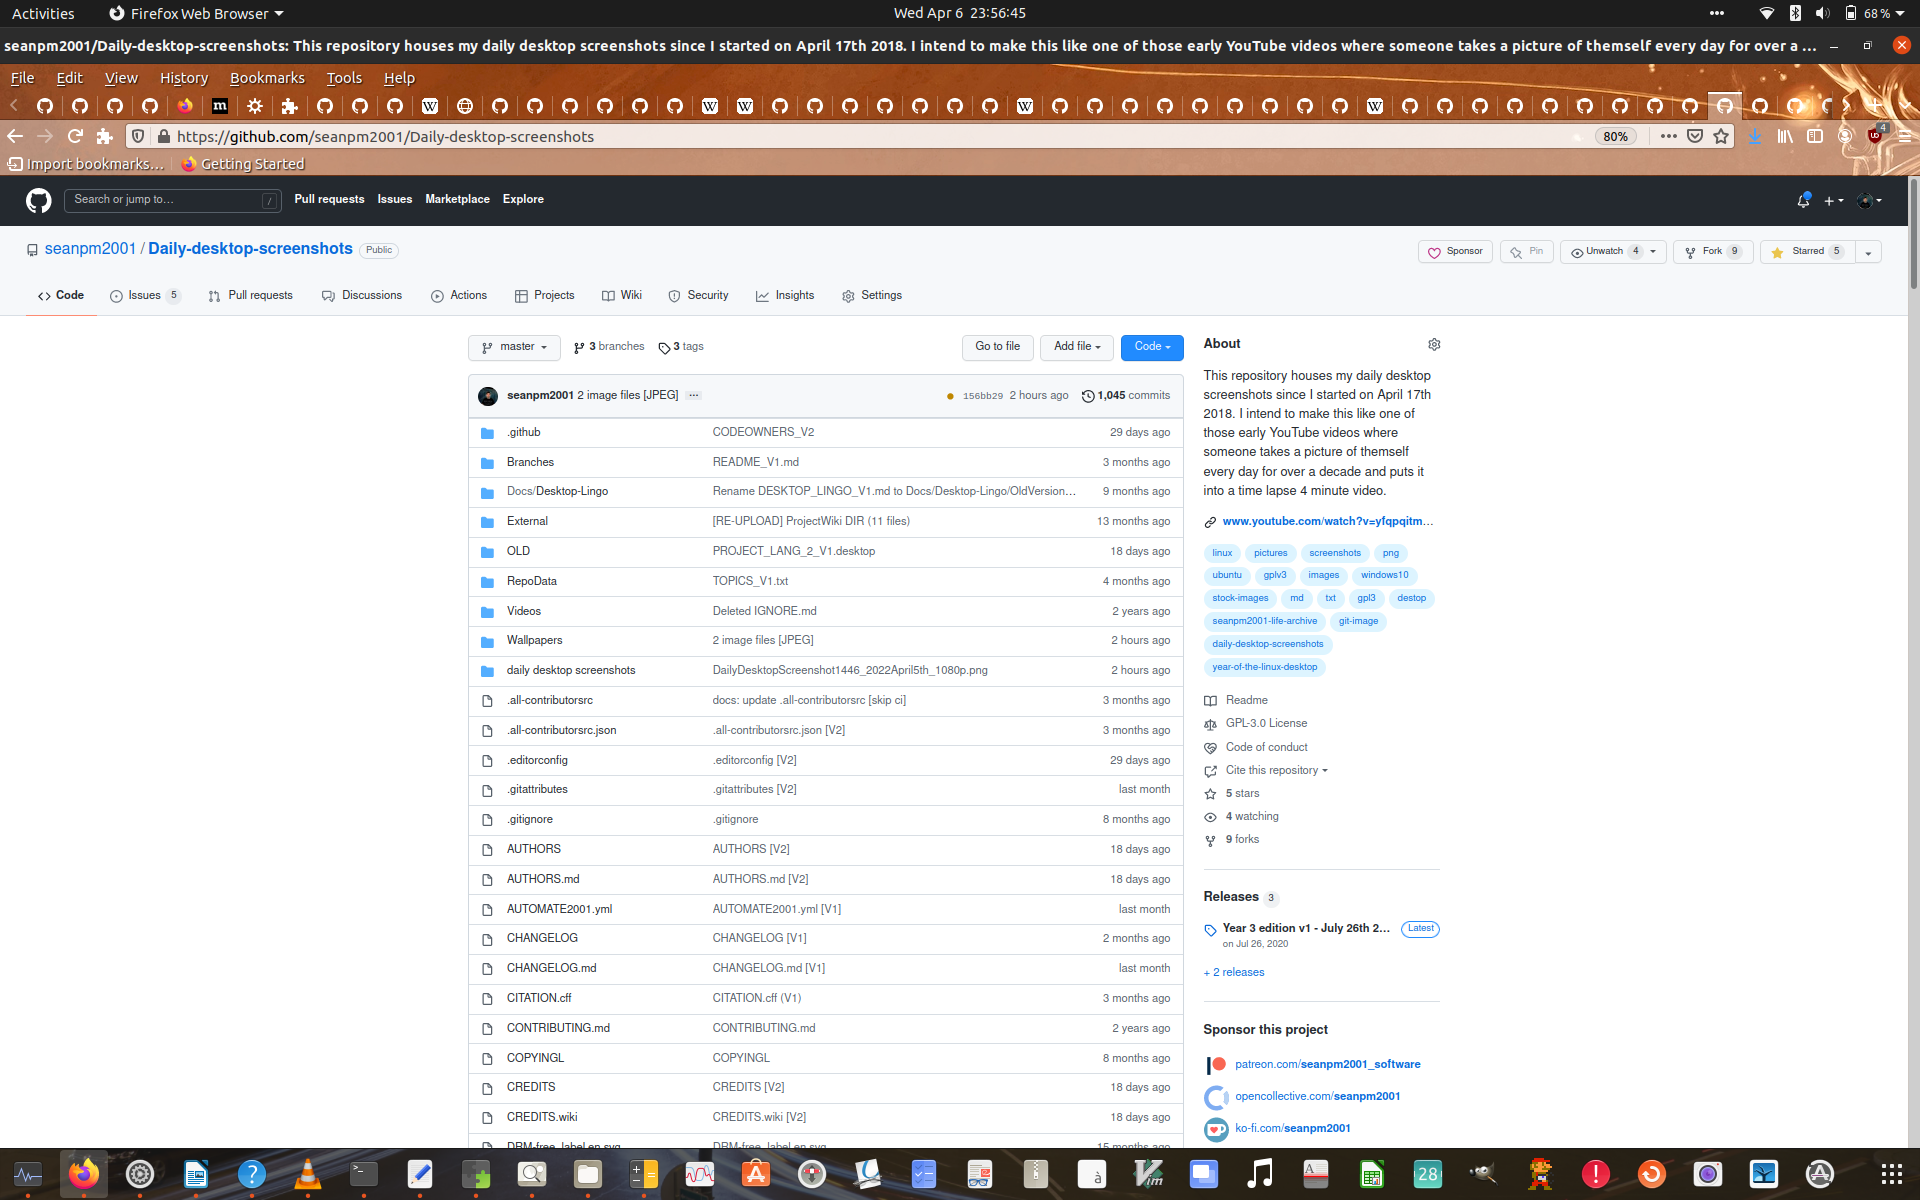 Activities Firefox Web Browser Wed Apr 6 23:56:45 68 %
seanpm2001/Daily-desktop-screenshots: This repository houses my daily desktop screenshots since I started on April 17th 2018. I intend to make this like one of those early YouTube videos where someone takes a picture of themself every day for over a ...
File Edit View History Bookmarks Tools Help
https://github.com/seanpm2001/Daily-desktop-screenshots 80% 4
Import bookmarks... Getting Started
Search or jump to... / Pull requests Issues Marketplace Explore
seanpm2001 / Daily-desktop-screenshots Public Sponsor Pin Unwatch 4 Fork 9 Starred 5
Code Issues 5 Pull requests Discussions Actions Projects Wiki Security Insights Settings
master 3 branches 3 tags Go to file Add file Code
seanpm2001 2 image files [JPEG] ... 156bb29 2 hours ago 1,045 commits
.github CODEOWNERS_V2 29 days ago
Branches README_V1.md 3 months ago
Docs/Desktop-Lingo Rename DESKTOP_LINGO_V1.md to Docs/Desktop-Lingo/OldVersion... 9 months ago
External [RE-UPLOAD] ProjectWiki DIR (11 files) 13 months ago
OLD PROJECT_LANG_2_V1.desktop 18 days ago
RepoData TOPICS_V1.txt 4 months ago
Videos Deleted IGNORE.md 2 years ago
Wallpapers 2 image files [JPEG] 2 hours ago
daily desktop screenshots DailyDesktopScreenshot1446_2022April5th_1080p.png 2 hours ago
.all-contributorsrc docs: update .all-contributorsrc [skip ci] 3 months ago
.all-contributorsrc.json .all-contributorsrc.json [V2] 3 months ago
.editorconfig .editorconfig [V2] 29 days ago
.gitattributes .gitattributes [V2] last month
.gitignore .gitignore 8 months ago
AUTHORS AUTHORS [V2] 18 days ago
AUTHORS.md AUTHORS.md [V2] 18 days ago
AUTOMATE2001.yml AUTOMATE2001.yml [V1] last month
CHANGELOG CHANGELOG [V1] 2 months ago
CHANGELOG.md CHANGELOG.md [V1] last month
CITATION.cff CITATION.cff (V1) 3 months ago
CONTRIBUTING.md CONTRIBUTING.md 2 years ago
COPYINGL COPYINGL 8 months ago
CREDITS CREDITS [V2] 18 days ago
CREDITS.wiki CREDITS.wiki [V2] 18 days ago
DRM-free_label.en.svg DRM-free_label.en.svg 15 months ago
About
This repository houses my daily desktop
screenshots since I started on April 17th
2018. I intend to make this like one of
those early YouTube videos where
someone takes a picture of themself
every day for over a decade and puts it
into a time lapse 4 minute video.
www.youtube.com/watch?v=yfqpqitm...
linux pictures screenshots png
ubuntu gplv3 images windows10
stock-images md txt gpl3 destop
seanpm2001-life-archive git-image
daily-desktop-screenshots
year-of-the-linux-desktop
Readme
GPL-3.0 License
Code of conduct
Cite this repository
5 stars
4 watching
9 forks
Releases 3
Year 3 edition v1 - July 26th 2... Latest
on Jul 26, 2020
+ 2 releases
Sponsor this project
patreon.com/seanpm2001_software
opencollective.com/seanpm2001
ko-fi.com/seanpm2001
28